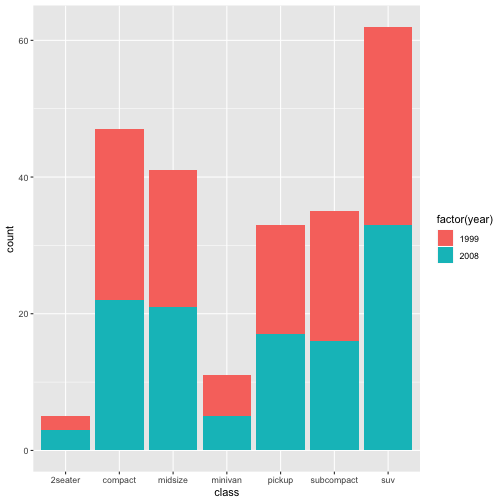 60
40
20
0
count
2seater compact midsize minivan pickup subcompact suv
class
factor(year)
1999
2008